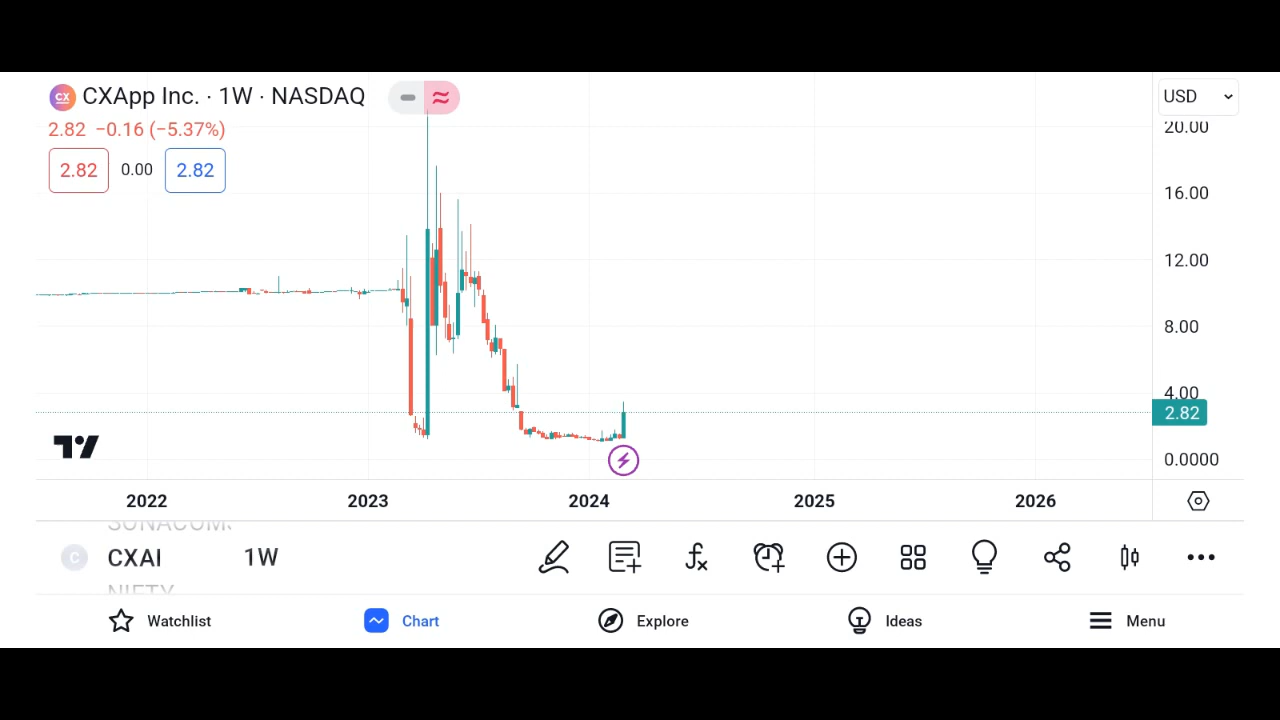 CX CXApp Inc. · 1W · NASDAQ
USD
2.82 −0.16 (−5.37%)
2.82 0.00 2.82
20.00
16.00
12.00
8.00
4.00
2.82
0.0000
2022 2023 2024 2025 2026
C CXAI 1W
NIFTY
Watchlist Chart Explore Ideas Menu